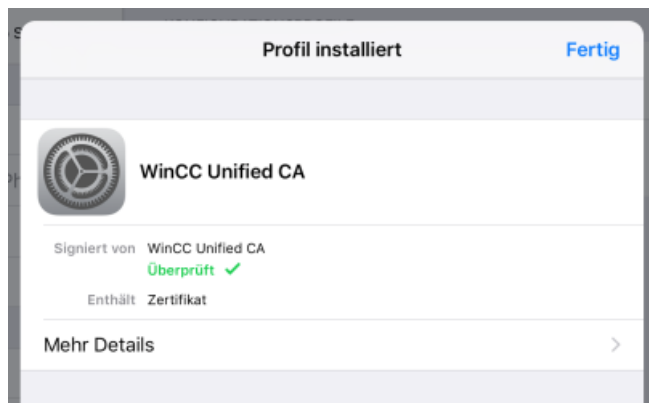 Profil installiert
Fertig
WinCC Unified CA
Signiert von WinCC Unified CA
Überprüft ✓
Enthält Zertifikat
Mehr Details